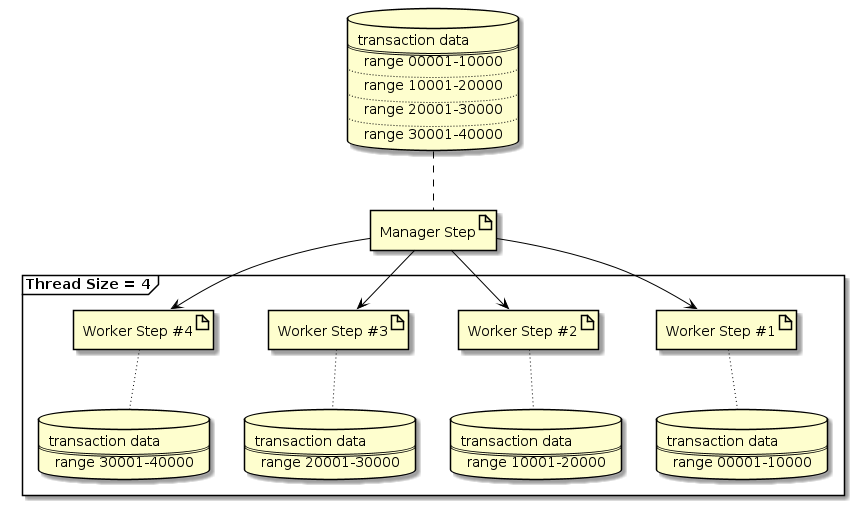 transaction data
range 00001-10000
range 10001-20000
range 20001-30000
range 30001-40000
Manager Step
Thread Size = 4
Worker Step #4
Worker Step #3
Worker Step #2
Worker Step #1
transaction data
range 30001-40000
transaction data
range 20001-30000
transaction data
range 10001-20000
transaction data
range 00001-10000